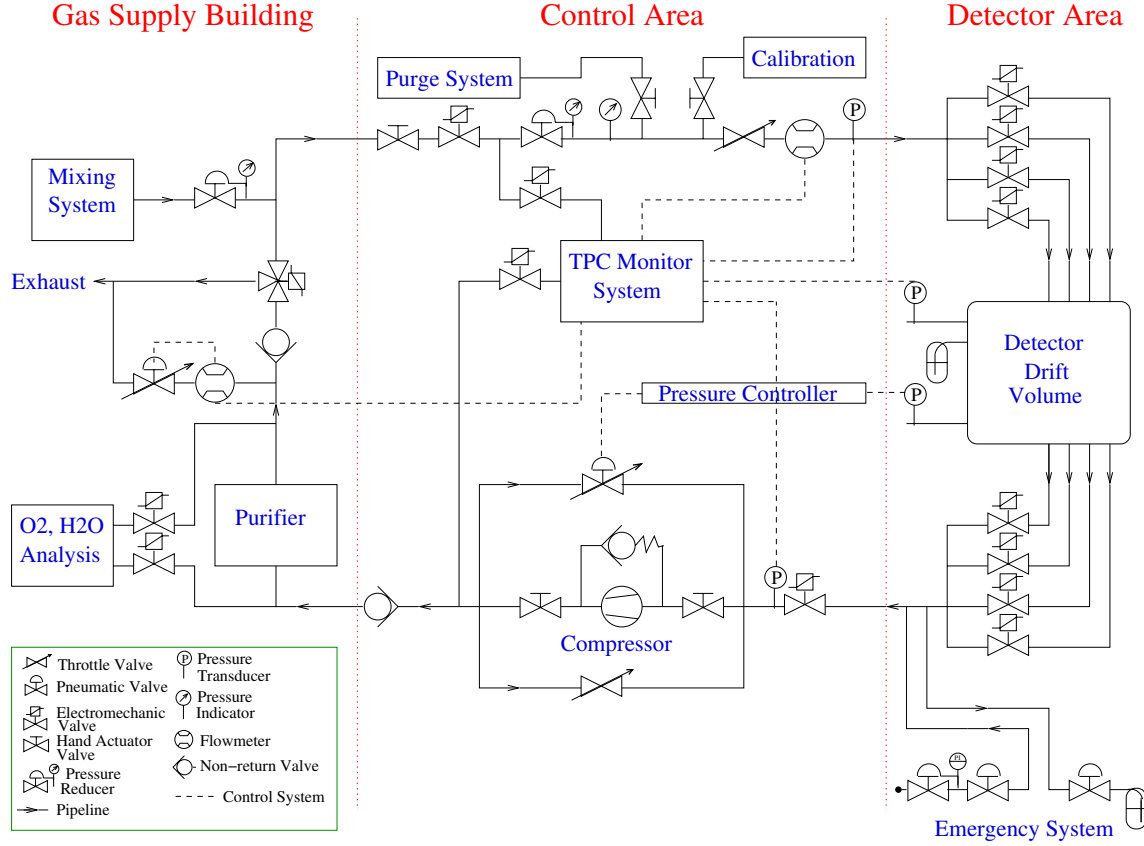 Gas Supply Building
Control Area
Detector Area
Purge System
Calibration
P
Mixing
System
Exhaust
TPC Monitor
System
P
Detector
Drift
Volume
Pressure Controller
P
O2, H2O
Analysis
Purifier
P
Compressor
Throttle Valve
Pneumatic Valve
Electromechanic
Valve
Hand Actuator
Valve
Pressure
Reducer
Pipeline
P
Pressure
Transducer
Pressure
Indicator
Flowmeter
Non-return Valve
Control System
PI
Emergency System